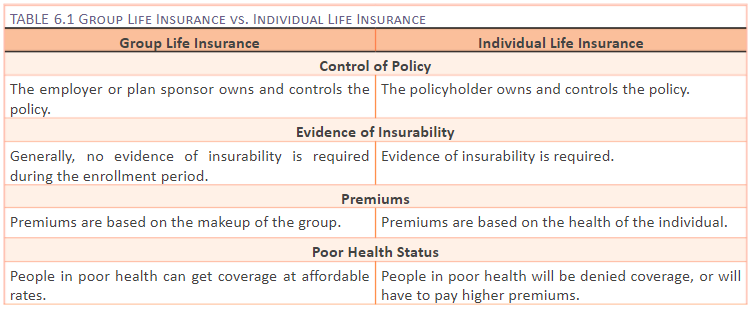 TABLE 6.1 GROUP LIFE INSURANCE VS. INDIVIDUAL LIFE INSURANCE
Group Life Insurance
Individual Life Insurance
Control of Policy
The employer or plan sponsor owns and controls the
policy.
The policyholder owns and controls the policy.
Evidence of Insurability
Generally, no evidence of insurability is required
during the enrollment period.
Evidence of insurability is required.
Premiums
Premiums are based on the makeup of the group.
Premiums are based on the health of the individual.
Poor Health Status
People in poor health can get coverage at affordable
rates.
People in poor health will be denied coverage, or will
have to pay higher premiums.